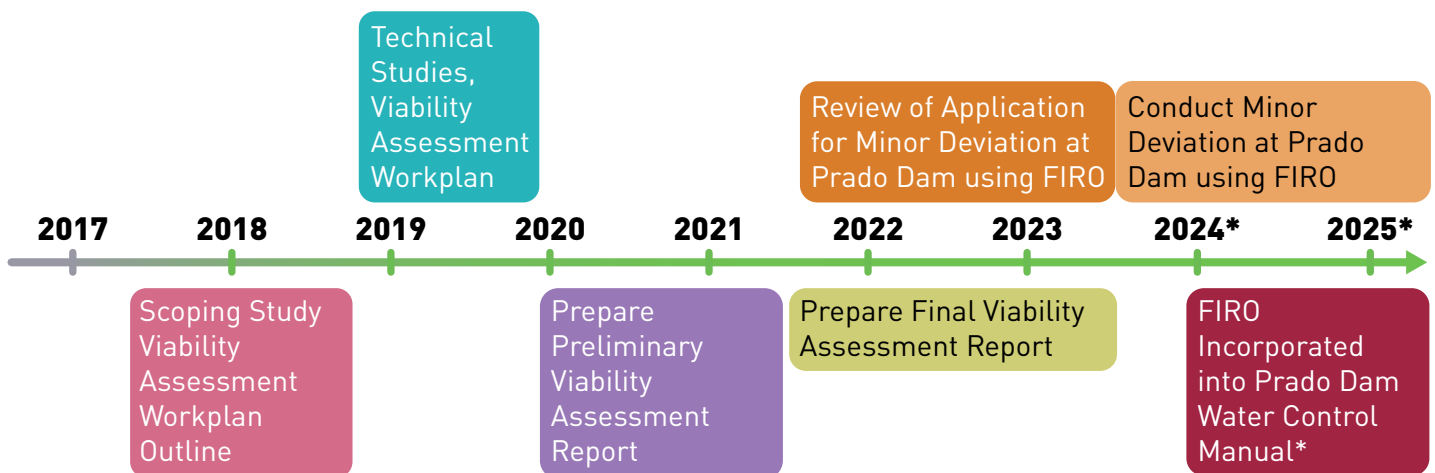 Technical
Studies,
Viability
Assessment
Workplan
Review of Application
for Minor Deviation at
Prado Dam using FIRO
Conduct Minor
Deviation at Prado
Dam using FIRO
2017 2018 2019 2020 2021 2022 2023 2024* 2025*
Scoping Study
Viability
Assessment
Workplan
Outline
Prepare
Preliminary
Viability
Assessment
Report
Prepare Final Viability
Assessment Report
FIRO
Incorporated
into Prado Dam
Water Control
Manual*